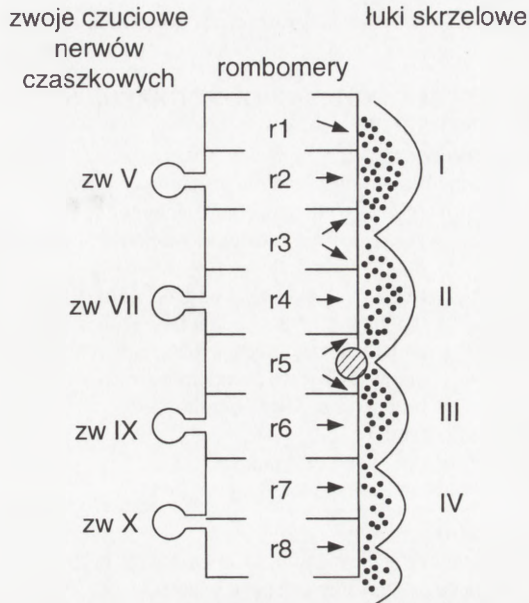 zwoje czuciowe
nerwów
czaszkowych
łuki skrzelowe
rombomery
r1
I
zw V
r2
r3
zw VII
r4
II
r5
zw IX
r6
III
r7
IV
zw X
r8